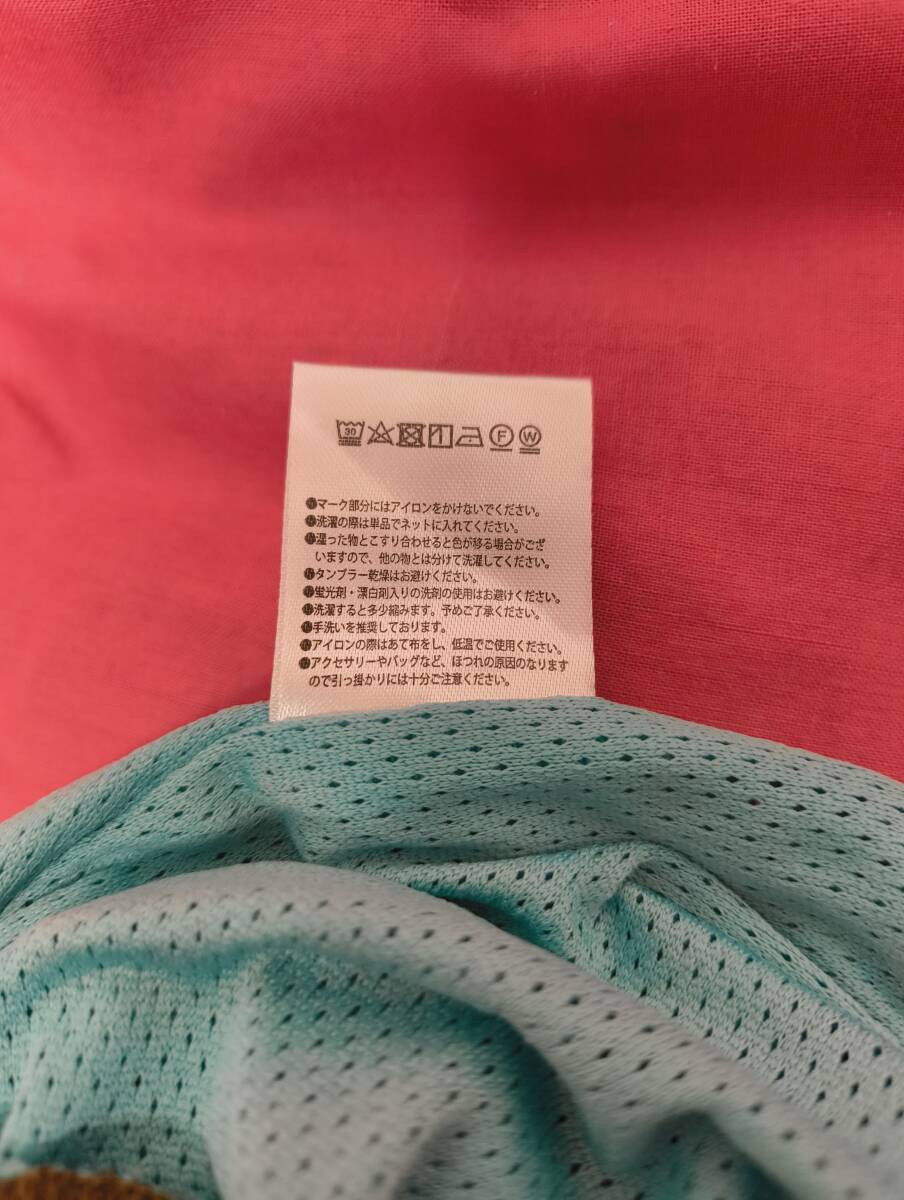 30
F W
●マーク部分にはアイロンをかけないでください。
●洗濯の際は単品でネットに入れてください。
●湿った物とこすり合わせると色が移る場合がござ
いますので、他の物とは分けて洗濯してください。
●タンブラー乾燥はお避けください。
●蛍光剤・漂白剤入りの洗剤の使用はお避けください。
●洗濯すると多少縮みます。予めご了承ください。
●手洗いを推奨しております。
●アイロンの際はあて布をし、低温でご使用ください。
●アクセサリーやバッグなど、ほつれの原因のなります
ので引っ掛かりには十分ご注意ください。